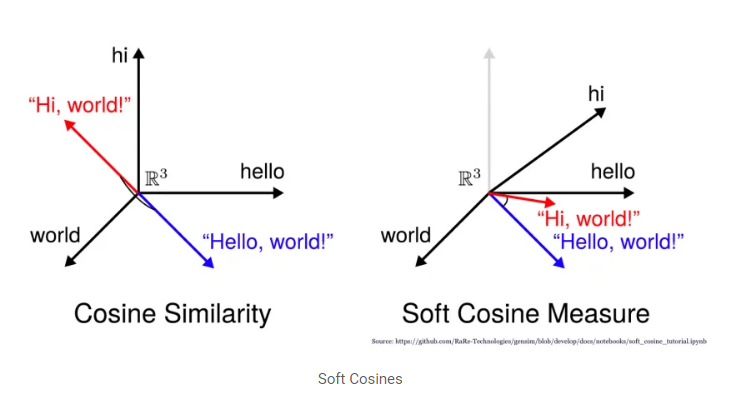 hi
"Hi, world!"
ℝ³
hello
world
"Hello, world!"
Cosine Similarity
hi
ℝ³
hello
"Hi, world!"
world
"Hello, world!"
Soft Cosine Measure
Source: https://github.com/RaRe-Technologies/gensim/blob/develop/docs/notebooks/soft_cosine_tutorial.ipynb
Soft Cosines